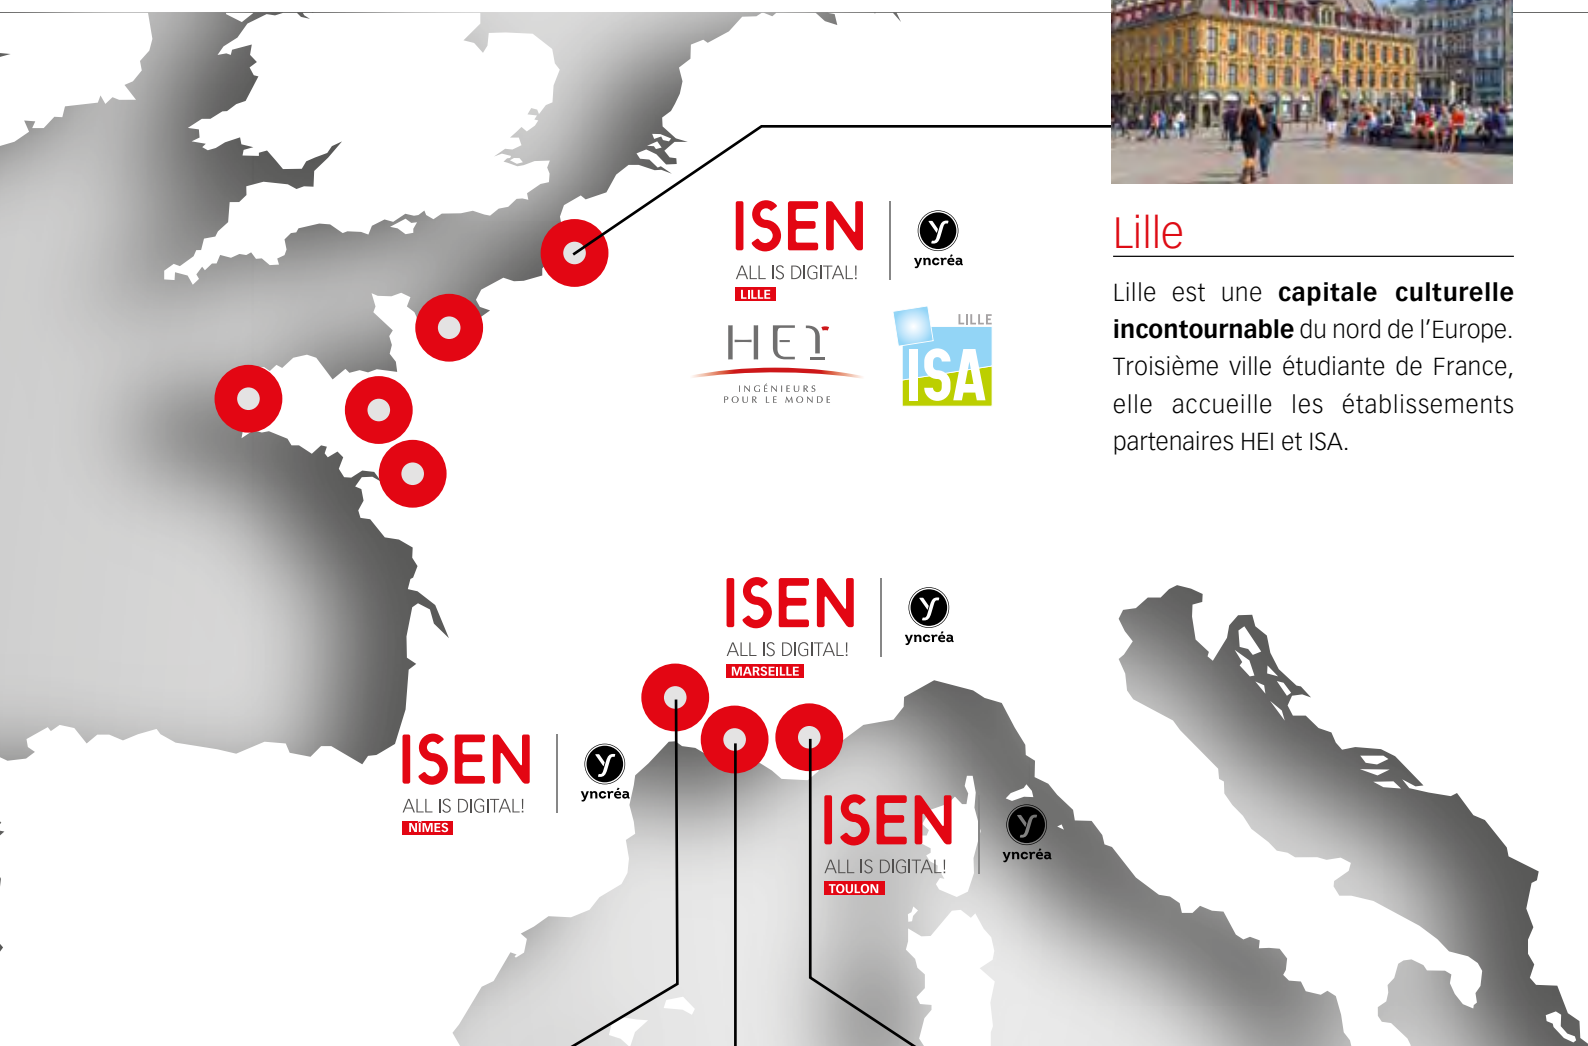 ISEN
ALL IS DIGITAL!
LILLE
yncréa
HEI
INGÉNIEURS
POUR LE MONDE
LILLE
ISA
Lille
Lille est une capitale culturelle
incontournable du nord de l’Europe.
Troisième ville étudiante de France,
elle accueille les établissements
partenaires HEI et ISA.
ISEN
ALL IS DIGITAL!
MARSEILLE
yncréa
ISEN
ALL IS DIGITAL!
NÎMES
yncréa
ISEN
ALL IS DIGITAL!
TOULON
yncréa